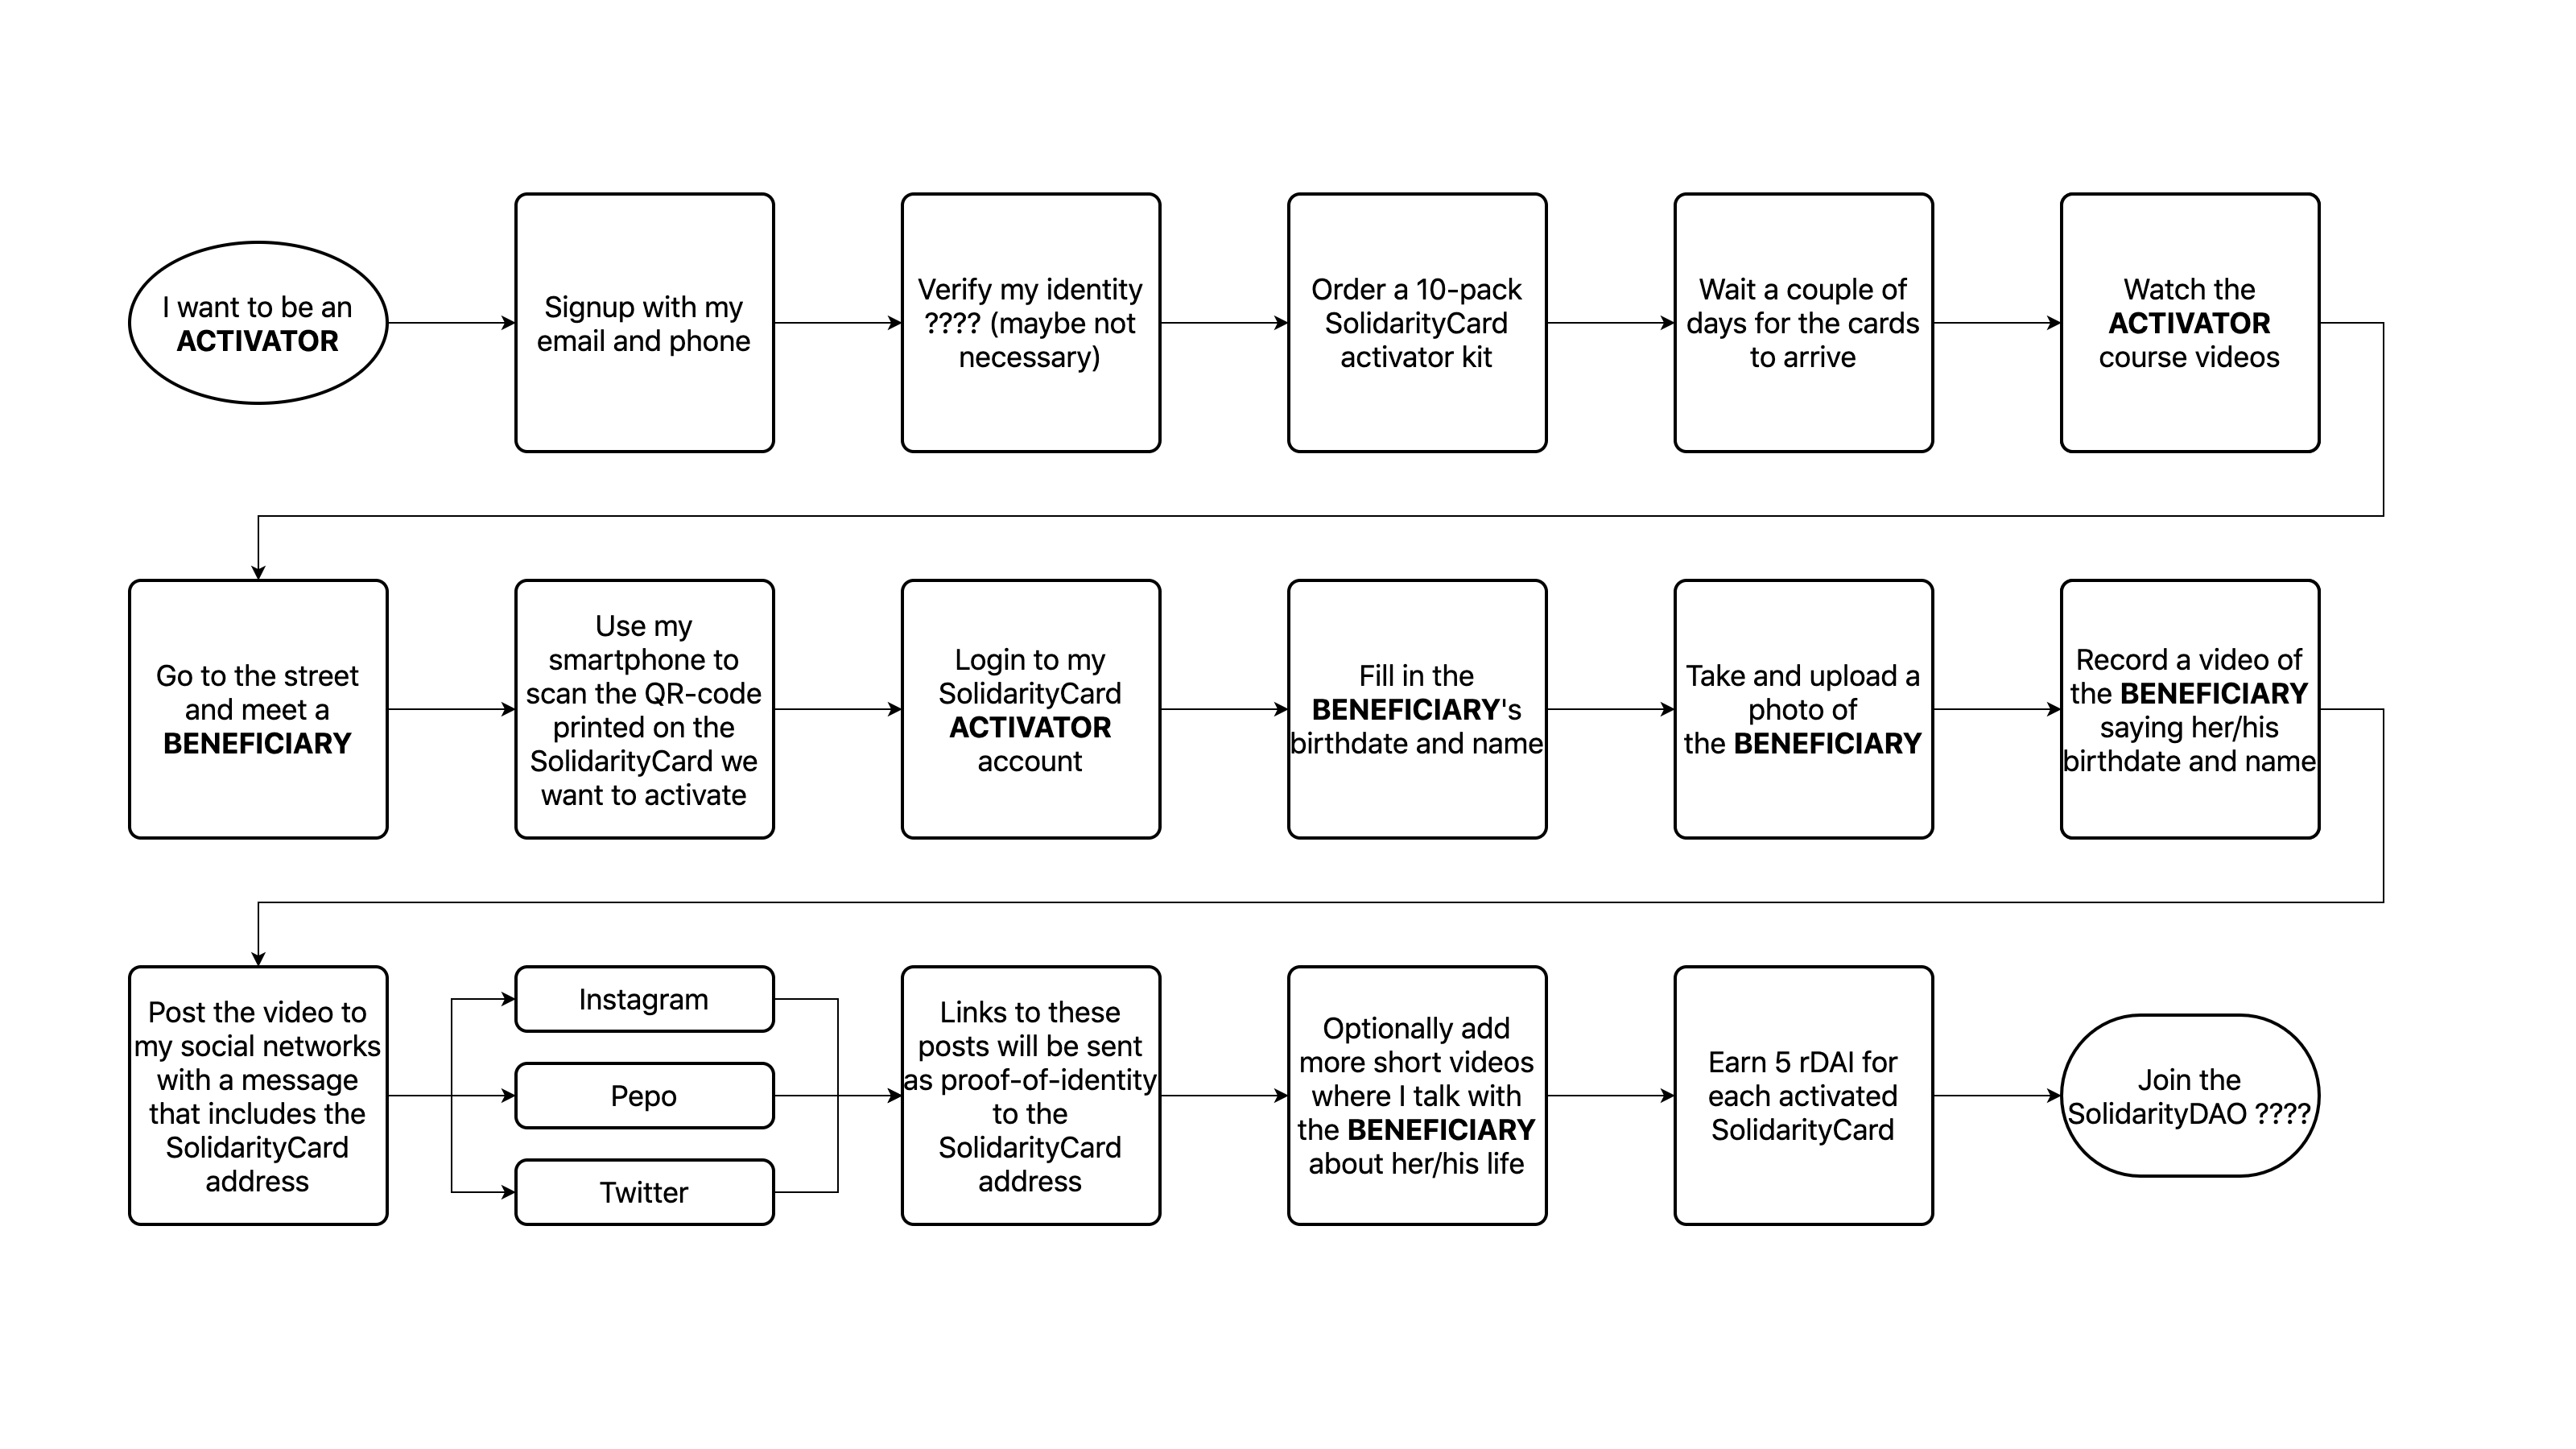 I want to be an
ACTIVATOR
Signup with my
email and phone
Verify my identity
???? (maybe not
necessary)
Order a 10-pack
SolidarityCard
activator kit
Wait a couple of
days for the cards
to arrive
Watch the
ACTIVATOR
course videos
Go to the street
and meet a
BENEFICIARY
Use my
smartphone to
scan the QR-code
printed on the
SolidarityCard we
want to activate
Login to my
SolidarityCard
ACTIVATOR
account
Fill in the
BENEFICIARY's
birthdate and name
Take and upload a
photo of
the BENEFICIARY
Record a video of
the BENEFICIARY
saying her/his
birthdate and name
Post the video to
my social networks
with a message
that includes the
SolidarityCard
address
Instagram
Pepo
Twitter
Links to these
posts will be sent
as proof-of-identity
to the
SolidarityCard
address
Optionally add
more short videos
where I talk with
the BENEFICIARY
about her/his life
Earn 5 rDAI for
each activated
SolidarityCard
Join the
SolidarityDAO ????